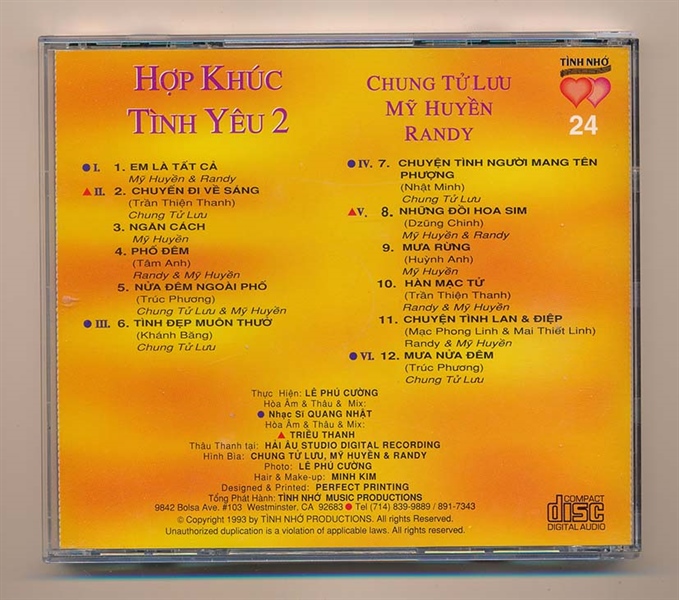 HỢP KHÚC
TÌNH YÊU 2
CHUNG TỬ LƯU
MỸ HUYỀN
RANDY
TÌNH NHỚ
24
I. 1. EM LÀ TẤT CẢ
Mỹ Huyền & Randy
II. 2. CHUYẾN ĐI VỀ SÁNG
(Trần Thiện Thanh)
Chung Tử Lưu
3. NGĂN CÁCH
Mỹ Huyền
4. PHỐ ĐÊM
(Tâm Anh)
Randy & Mỹ Huyền
5. NỬA ĐÊM NGOÀI PHỐ
(Trúc Phương)
Chung Tử Lưu & Mỹ Huyền
III. 6. TÌNH ĐẸP MUÔN THUỞ
(Khánh Băng)
Chung Tử Lưu
IV. 7. CHUYỆN TÌNH NGƯỜI MANG TÊN
PHƯỢNG
(Nhật Minh)
Chung Tử Lưu
V. 8. NHỮNG ĐỒI HOA SIM
(Dzũng Chinh)
Mỹ Huyền & Randy
9. MƯA RỪNG
(Huỳnh Anh)
Mỹ Huyền
10. HÀN MẠC TỬ
(Trần Thiện Thanh)
Randy & Mỹ Huyền
11. CHUYỆN TÌNH LAN & ĐIỆP
(Mạc Phong Linh & Mai Thiết Linh)
Randy & Mỹ Huyền
VI. 12. MƯA NỬA ĐÊM
(Trúc Phương)
Chung Tử Lưu
Thực Hiện: LÊ PHÚ CƯỜNG
Hòa Âm & Thâu & Mix:
Nhạc Sĩ QUANG NHẬT
Hòa Âm & Thâu & Mix:
TRIỀU THANH
Thâu Thanh tại: HẢI ÂU STUDIO DIGITAL RECORDING
Hình Bìa: CHUNG TỬ LƯU, MỸ HUYỀN & RANDY
Photo: LÊ PHÚ CƯỜNG
Hair & Make-up: MINH KIM
Designed & Printed: PERFECT PRINTING
Tổng Phát Hành: TÌNH NHỚ MUSIC PRODUCTIONS
9842 Bolsa Ave. #103 Westminster, CA 92683 Tel (714) 839-9889 / 891-7343
© Copyright 1993 by TÌNH NHỚ PRODUCTIONS. All rights Reserved.
Unauthorized duplication is a violation of applicable laws. All rights Reserved.
COMPACT
disc
DIGITAL AUDIO